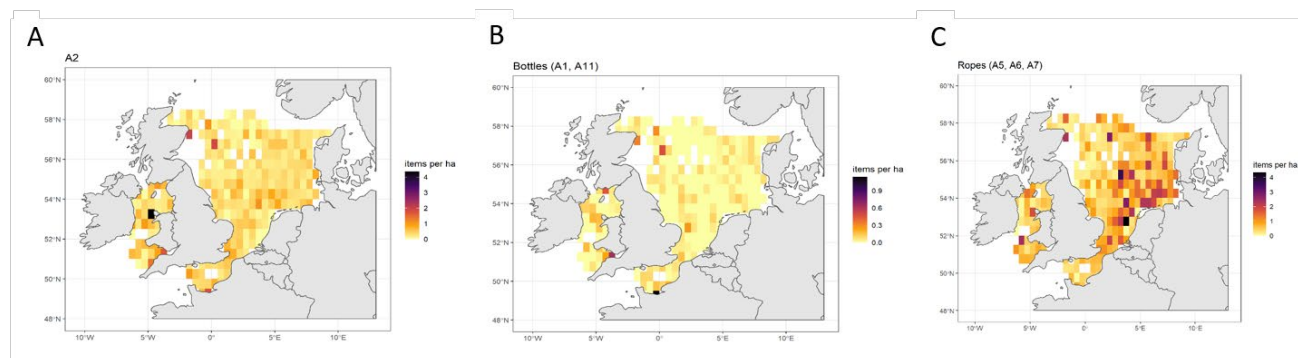 A
A2
60°N
58°N
56°N
54°N
52°N
50°N
48°N
10°W
5°W
0°
5°E
10°E
items per ha
4
3
2
1
0
B
Bottles (A1, A11)
60°N
58°N
56°N
54°N
52°N
50°N
48°N
10°W
5°W
0°
5°E
10°E
items per ha
0.9
0.6
0.3
0.0
C
Ropes (A5, A6, A7)
60°N
58°N
56°N
54°N
52°N
50°N
48°N
10°W
5°W
0°
5°E
10°E
items per ha
4
3
2
1
0